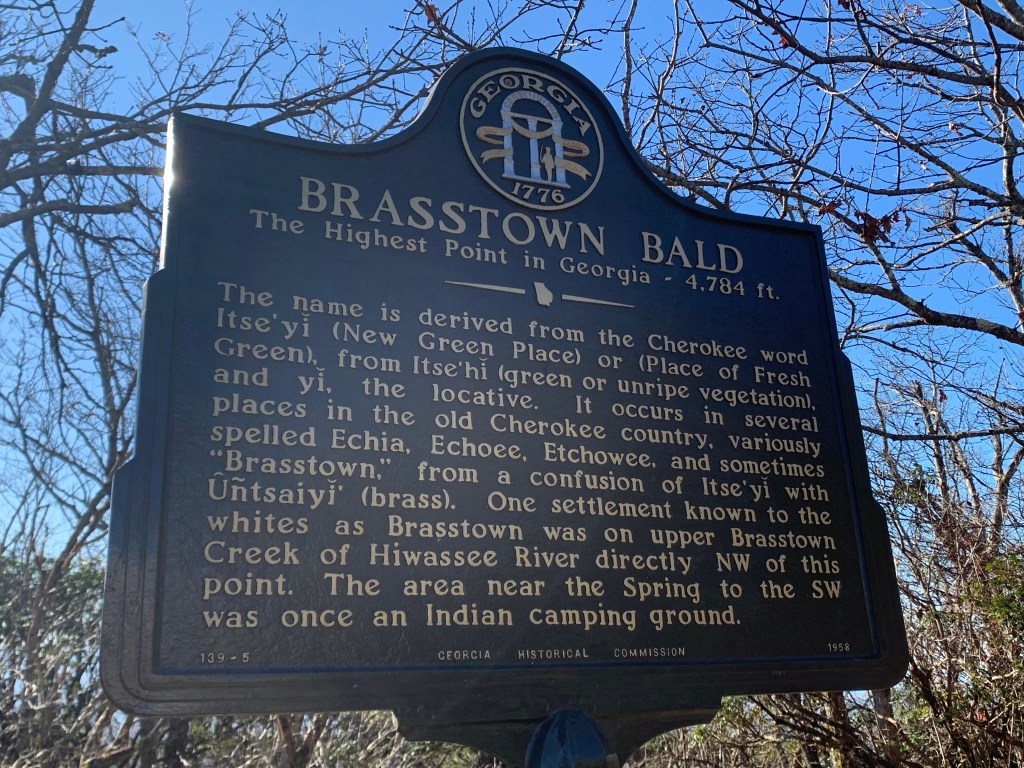 GEORGIA
1776
BRASSTOWN BALD
The Highest Point in Georgia - 4,784 ft.
The name is derived from the Cherokee word
Itse'yĭ (New Green Place) or (Place of Fresh
Green), from Itse'hĭ (green or unripe vegetation),
and yĭ, the locative. It occurs in several
places in the old Cherokee country, variously
spelled Echia, Echoee, Etchowee, and sometimes
"Brasstown," from a confusion of Itse'yĭ with
Ûñtsaiyĭ' (brass). One settlement known to the
whites as Brasstown was on upper Brasstown
Creek of Hiwassee River directly NW of this
point. The area near the Spring to the SW
was once an Indian camping ground.
139-5 GEORGIA HISTORICAL COMMISSION 1958